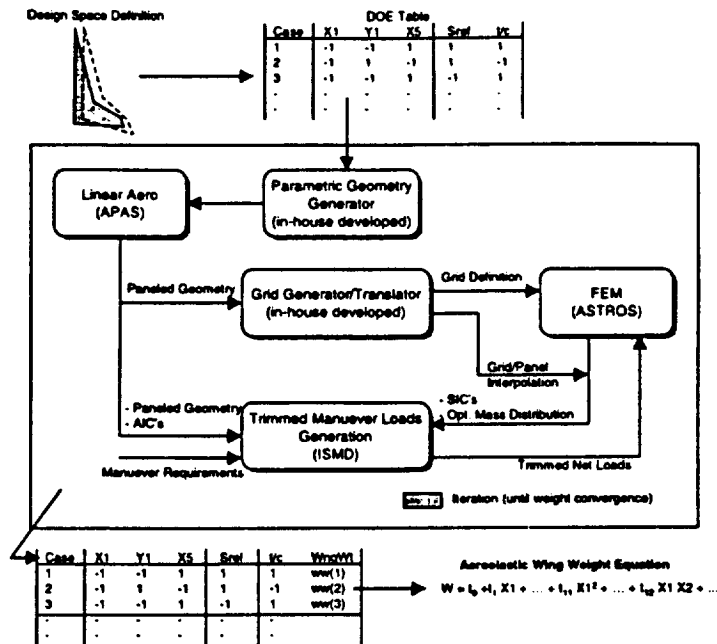 Design Space Definition
DOE Table
Case X1 Y1 X5 Sref t/c
1 -1 -1 1 1 1
2 -1 1 -1 1 -1
3 -1 -1 1 -1 1
- - - - - -
- - - - - -
Linear Aero
(APAS)
Parametric Geometry
Generator
(in-house developed)
Paneled Geometry
Grid Generator/Translator
(in-house developed)
Grid Definition
FEM
(ASTROS)
Grid/Panel
Interpolation
- SIC's
- Opt. Mass Distribution
- Paneled Geometry
- AIC's
Trimmed Manuever Loads
Generation
(ISMD)
Manuever Requirements
Trimmed Net Loads
Iteration (until weight convergence)
Case X1 Y1 X5 Sref t/c WngWt
1 -1 -1 1 1 1 ww(1)
2 -1 1 -1 1 -1 ww(2)
3 -1 -1 1 -1 1 ww(3)
- - - - - - -
- - - - - - -
Aeroelastic Wing Weight Equation
W = t0 + t1 X1 + ... + t11 X1² + ... + t12 X1 X2 + ...